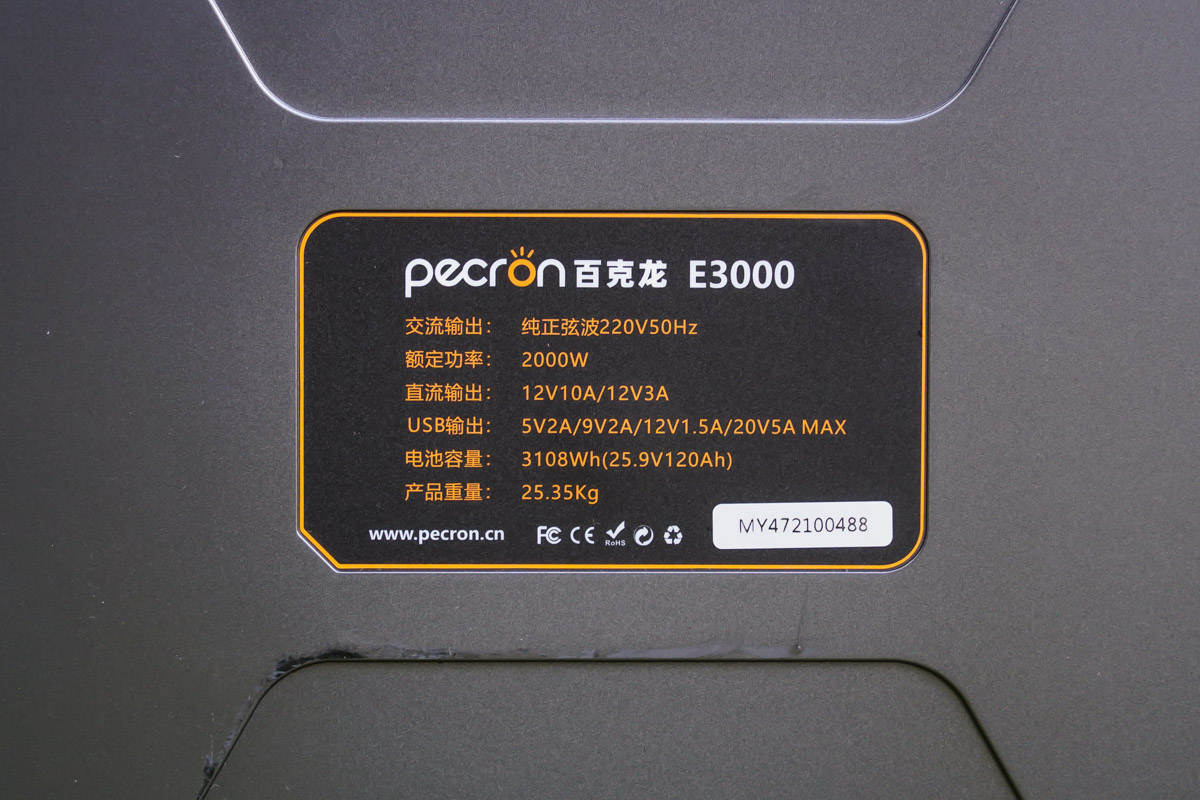 pecron 百克龙 E3000
交流输出： 纯正弦波220V50Hz
额定功率： 2000W
直流输出： 12V10A/12V3A
USB输出： 5V2A/9V2A/12V1.5A/20V5A MAX
电池容量： 3108Wh(25.9V120Ah)
产品重量： 25.35Kg
www.pecron.cn FC CE RoHS MY472100488